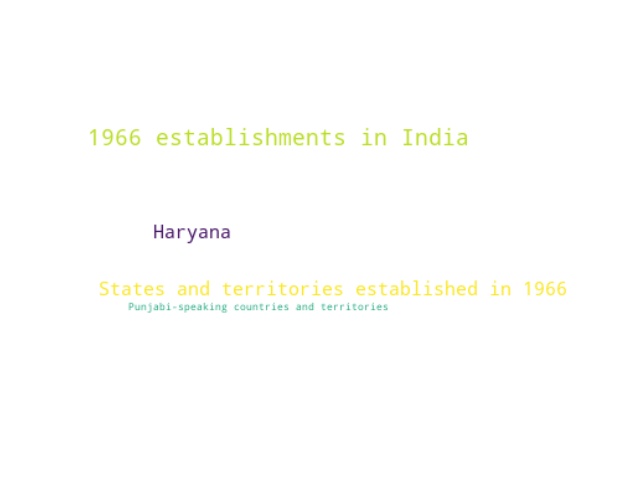 1966 establishments in India
Haryana
States and territories established in 1966
Punjabi-speaking countries and territories